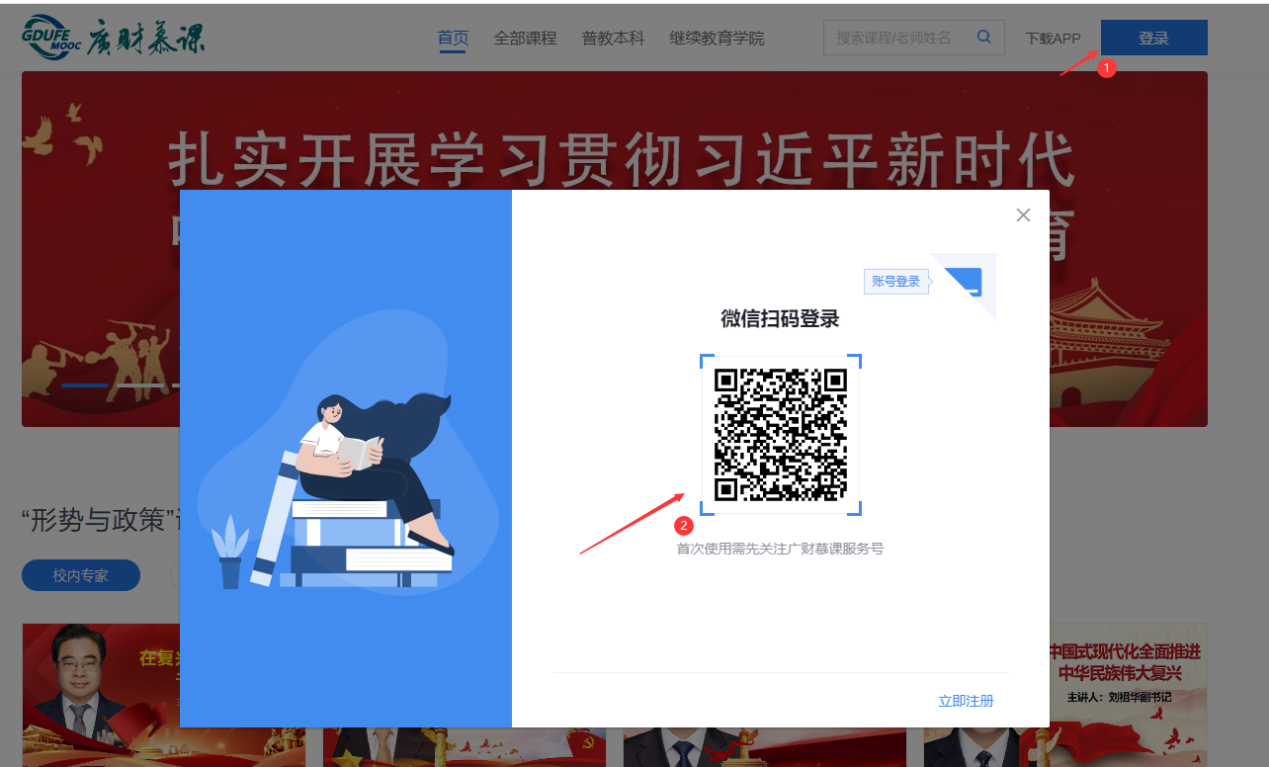 GDUFE MOOC 廣财慕课
首页 全部课程 普教本科 继续教育学院 搜索课程/老师姓名 下载APP 登录
1
扎实开展学习贯彻习近平新时代
育
账号登录
微信扫码登录
2
首次使用需先关注广财慕课服务号
“形势与政策”
校内专家
立即注册
在复
中国式现代化全面推进
中华民族伟大复兴
主讲人：刘祖华副书记